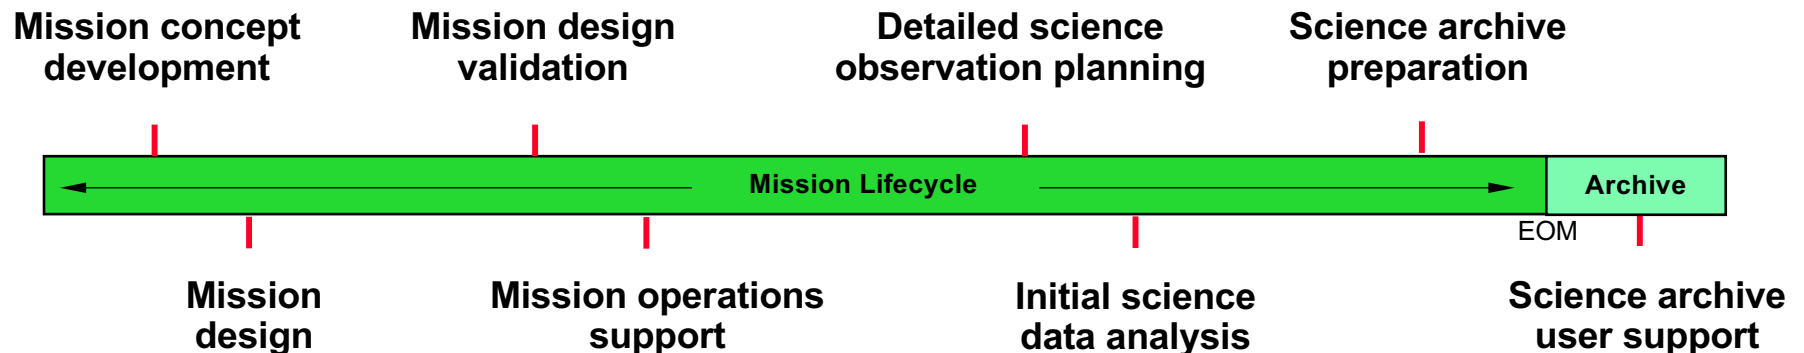 Mission concept
development
Mission design
validation
Detailed science
observation planning
Science archive
preparation
Mission Lifecycle
Archive
EOM
Mission
design
Mission operations
support
Initial science
data analysis
Science archive
user support